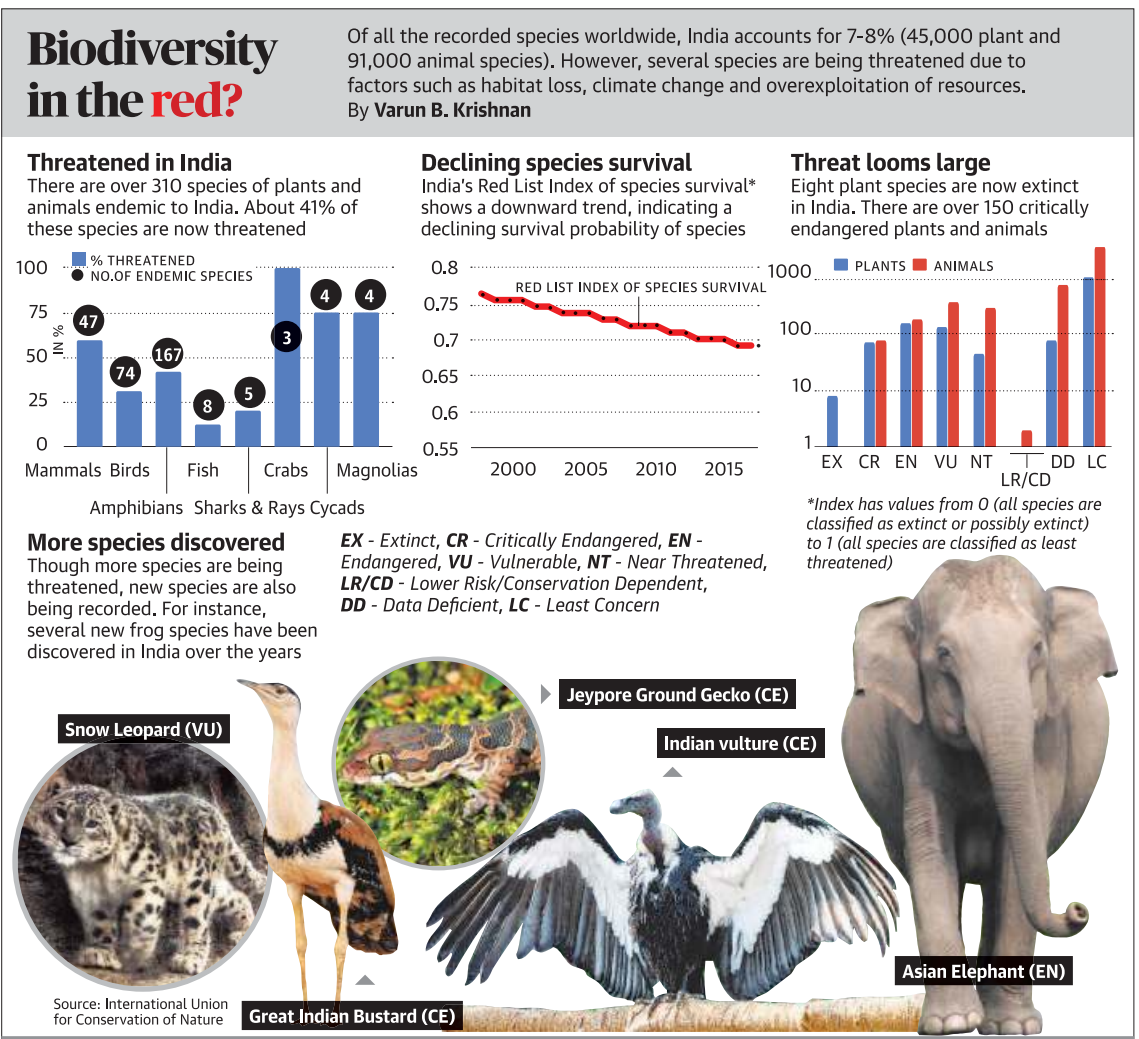 Biodiversity
in the red?
Of all the recorded species worldwide, India accounts for 7-8% (45,000 plant and
91,000 animal species). However, several species are being threatened due to
factors such as habitat loss, climate change and overexploitation of resources.
By Varun B. Krishnan
Threatened in India
There are over 310 species of plants and
animals endemic to India. About 41% of
these species are now threatened
% THREATENED
NO.OF ENDEMIC SPECIES
100
75
50
25
0
IN %
47
74
167
8
5
3
4
4
Mammals Birds Fish Crabs Magnolias
Amphibians Sharks & Rays Cycads
Declining species survival
India's Red List Index of species survival*
shows a downward trend, indicating a
declining survival probability of species
0.8
0.75
0.7
0.65
0.6
0.55
RED LIST INDEX OF SPECIES SURVIVAL
2000 2005 2010 2015
Threat looms large
Eight plant species are now extinct
in India. There are over 150 critically
endangered plants and animals
PLANTS ANIMALS
1000
100
10
1
EX CR EN VU NT DD LC
LR/CD
*Index has values from 0 (all species are
classified as extinct or possibly extinct)
to 1 (all species are classified as least
threatened)
More species discovered
Though more species are being
threatened, new species are also
being recorded. For instance,
several new frog species have been
discovered in India over the years
EX - Extinct, CR - Critically Endangered, EN -
Endangered, VU - Vulnerable, NT - Near Threatened,
LR/CD - Lower Risk/Conservation Dependent,
DD - Data Deficient, LC - Least Concern
Snow Leopard (VU)
Jeypore Ground Gecko (CE)
Indian vulture (CE)
Asian Elephant (EN)
Great Indian Bustard (CE)
Source: International Union
for Conservation of Nature